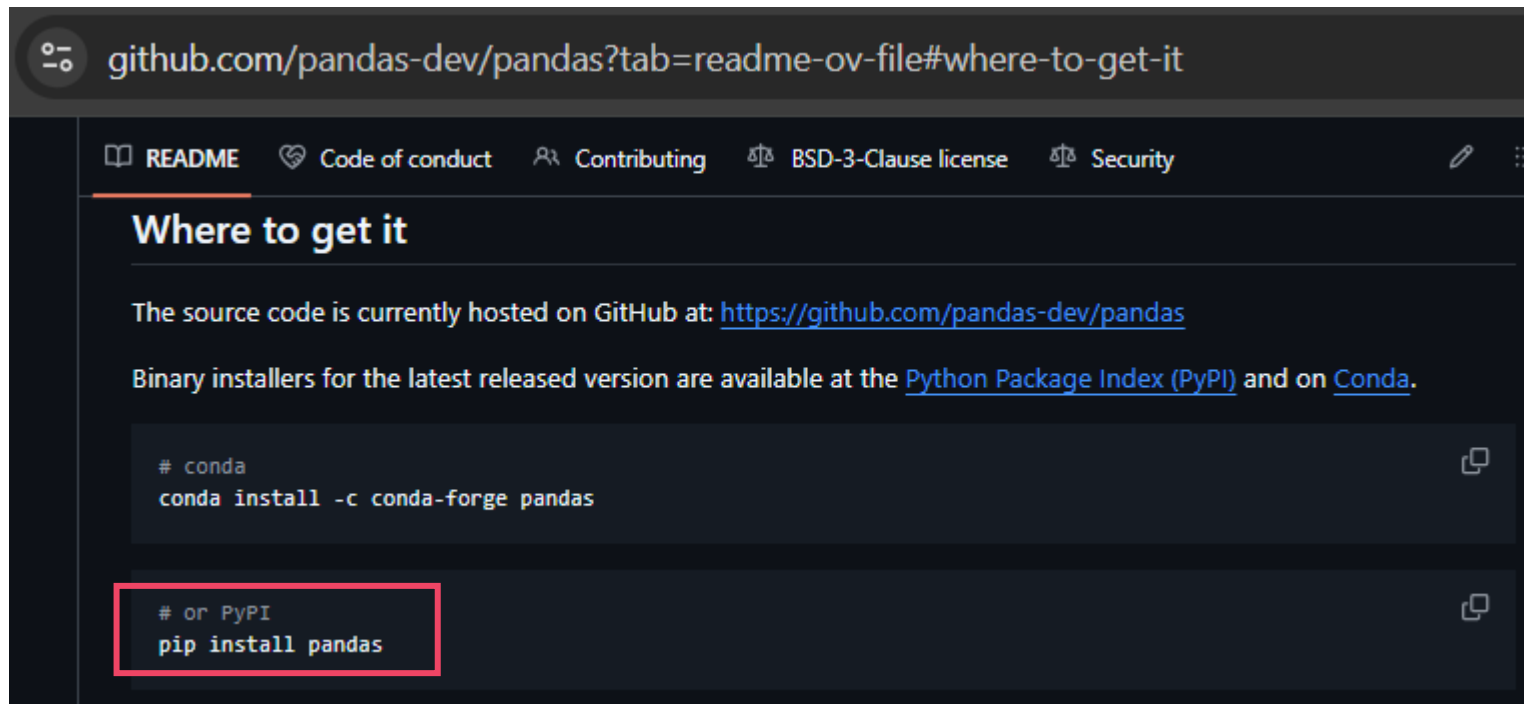 github.com/pandas-dev/pandas?tab=readme-ov-file#where-to-get-it
README Code of conduct Contributing BSD-3-Clause license Security
Where to get it
The source code is currently hosted on GitHub at: https://github.com/pandas-dev/pandas
Binary installers for the latest released version are available at the Python Package Index (PyPI) and on Conda.
# conda
conda install -c conda-forge pandas
# or PyPI
pip install pandas